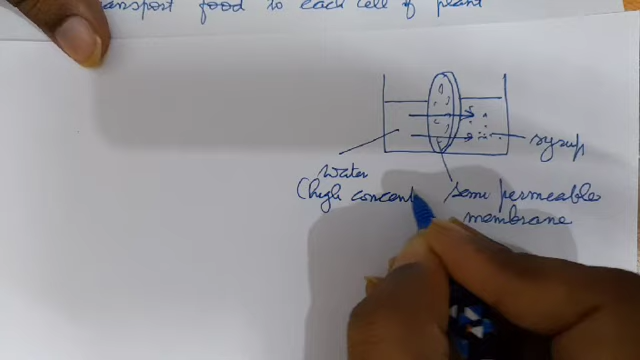 transport food to each cell of plant
syrup
water
(high concent
semi permeable
membrane